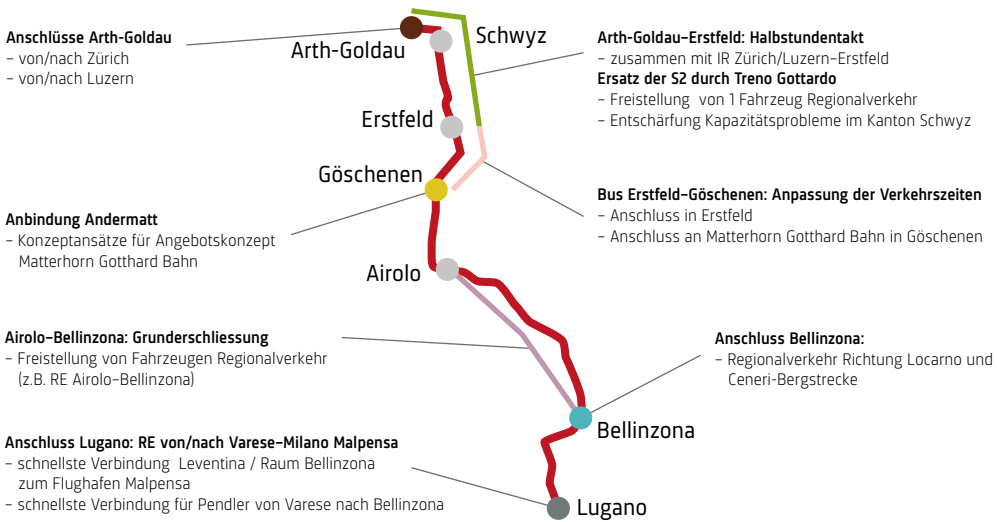 Anschlüsse Arth-Goldau
– von/nach Zürich
– von/nach Luzern
Arth-Goldau
Schwyz
Arth-Goldau–Erstfeld: Halbstundentakt
– zusammen mit IR Zürich/Luzern–Erstfeld
Ersatz der S2 durch Treno Gottardo
– Freistellung von 1 Fahrzeug Regionalverkehr
– Entschärfung Kapazitätsprobleme im Kanton Schwyz
Erstfeld
Göschenen
Bus Erstfeld–Göschenen: Anpassung der Verkehrszeiten
– Anschluss in Erstfeld
– Anschluss an Matterhorn Gotthard Bahn in Göschenen
Anbindung Andermatt
– Konzeptansätze für Angebotskonzept
Matterhorn Gotthard Bahn
Airolo
Airolo–Bellinzona: Grunderschliessung
– Freistellung von Fahrzeugen Regionalverkehr
(z.B. RE Airolo–Bellinzona)
Anschluss Bellinzona:
– Regionalverkehr Richtung Locarno und
Ceneri-Bergstrecke
Bellinzona
Anschluss Lugano: RE von/nach Varese–Milano Malpensa
– schnellste Verbindung Leventina / Raum Bellinzona
zum Flughafen Malpensa
– schnellste Verbindung für Pendler von Varese nach Bellinzona
Lugano